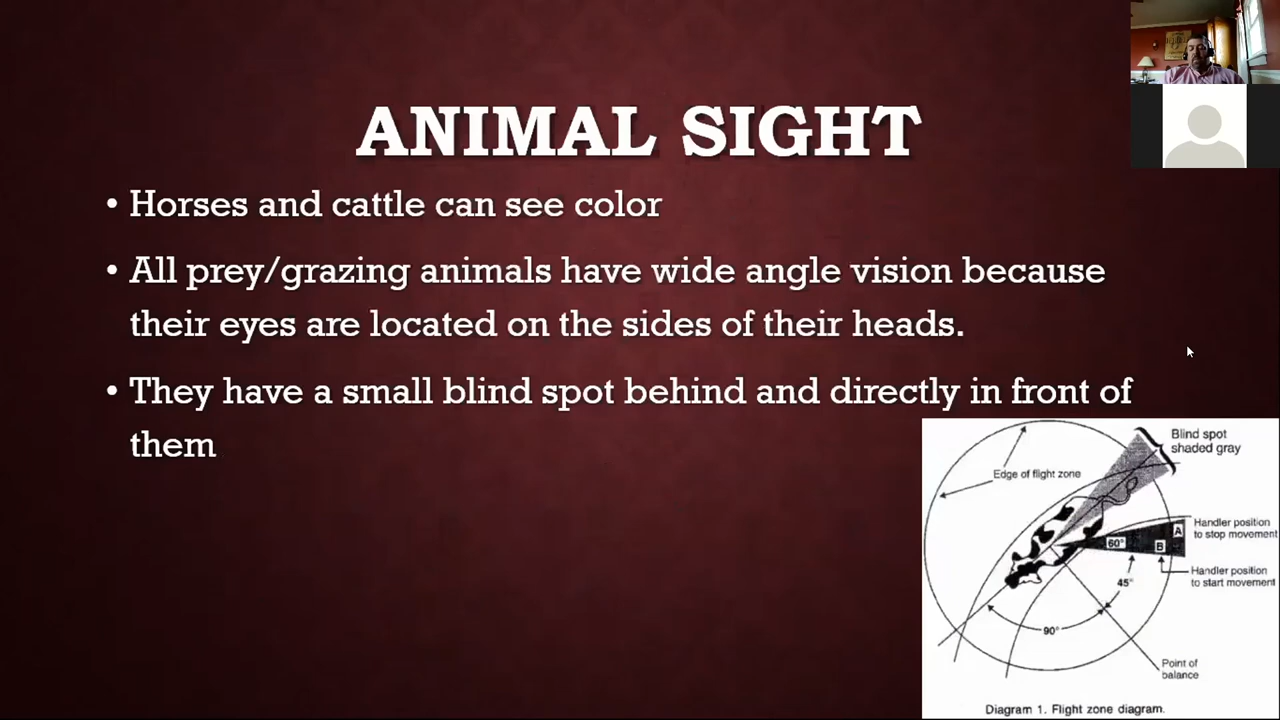 ANIMAL SIGHT
• Horses and cattle can see color
• All prey/grazing animals have wide angle vision because
their eyes are located on the sides of their heads.
• They have a small blind spot behind and directly in front of
them
Blind spot
shaded gray
Edge of flight zone
Handler position
to stop movement
A
60°
B
Handler position
to start movement
45°
90°
Point of
balance
Diagram 1. Flight zone diagram.